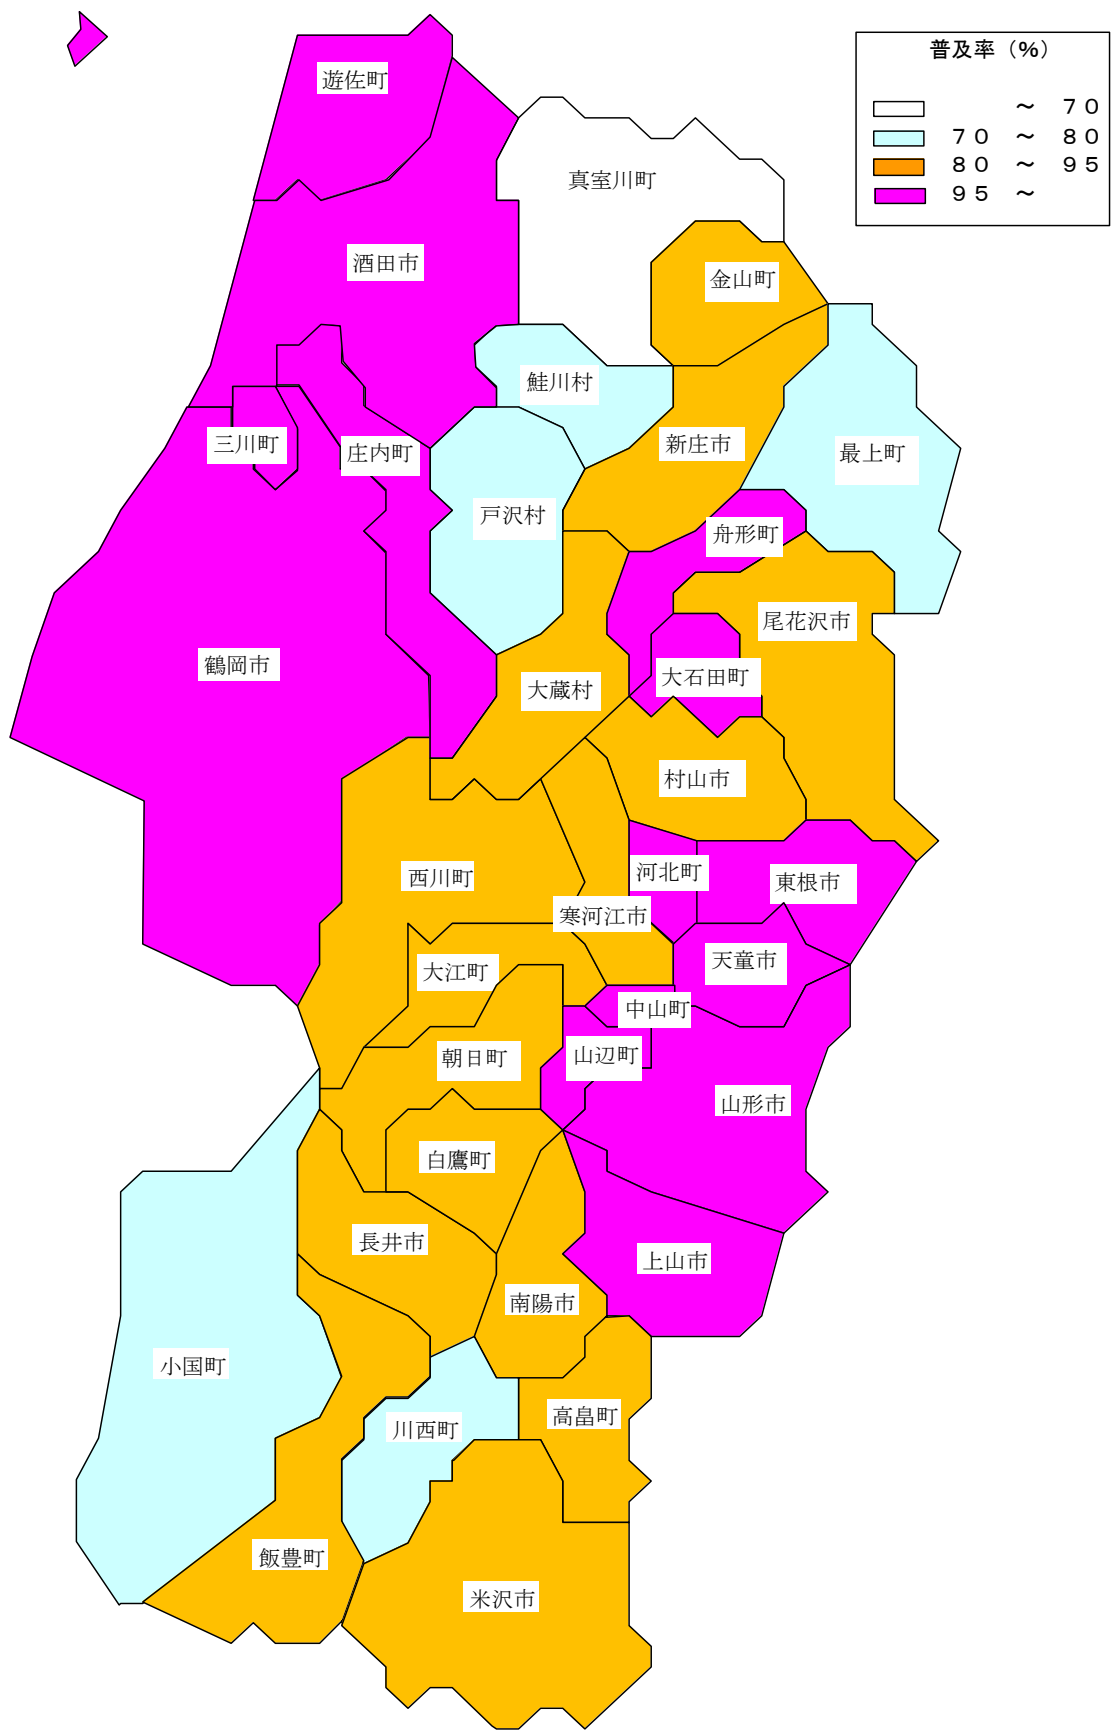 普及率（％）
～ ７０
７０ ～ ８０
８０ ～ ９５
９５ ～
遊佐町
真室川町
酒田市
金山町
鮭川村
三川町
庄内町
新庄市
最上町
戸沢村
舟形町
尾花沢市
鶴岡市
大石田町
大蔵村
村山市
西川町
河北町
東根市
寒河江市
大江町
天童市
中山町
朝日町
山辺町
山形市
白鷹町
長井市
上山市
南陽市
小国町
川西町
高畠町
飯豊町
米沢市